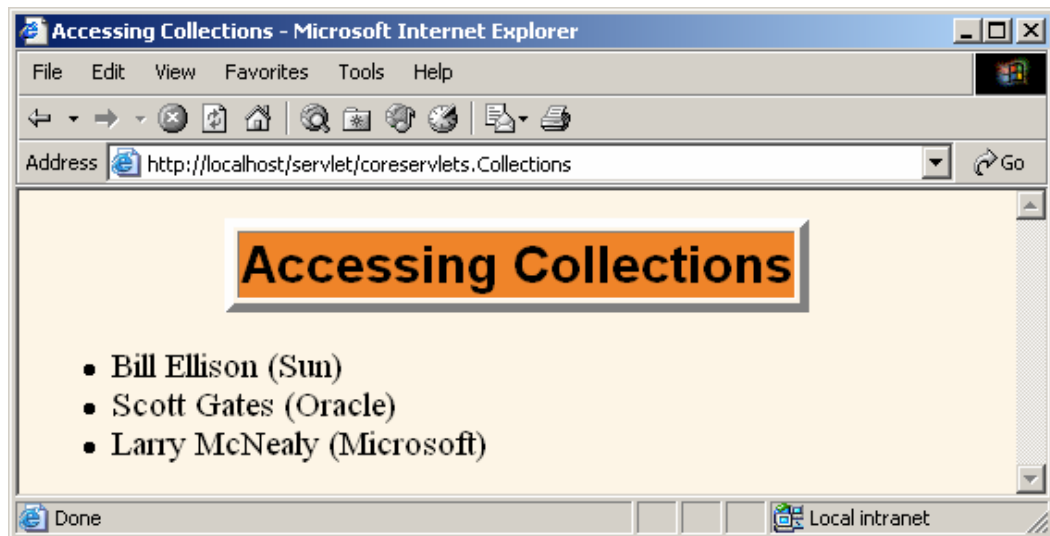 Accessing Collections - Microsoft Internet Explorer
File Edit View Favorites Tools Help
Address http://localhost/servlet/coreservlets.Collections Go
Accessing Collections
• Bill Ellison (Sun)
• Scott Gates (Oracle)
• Larry McNealy (Microsoft)
Done Local intranet